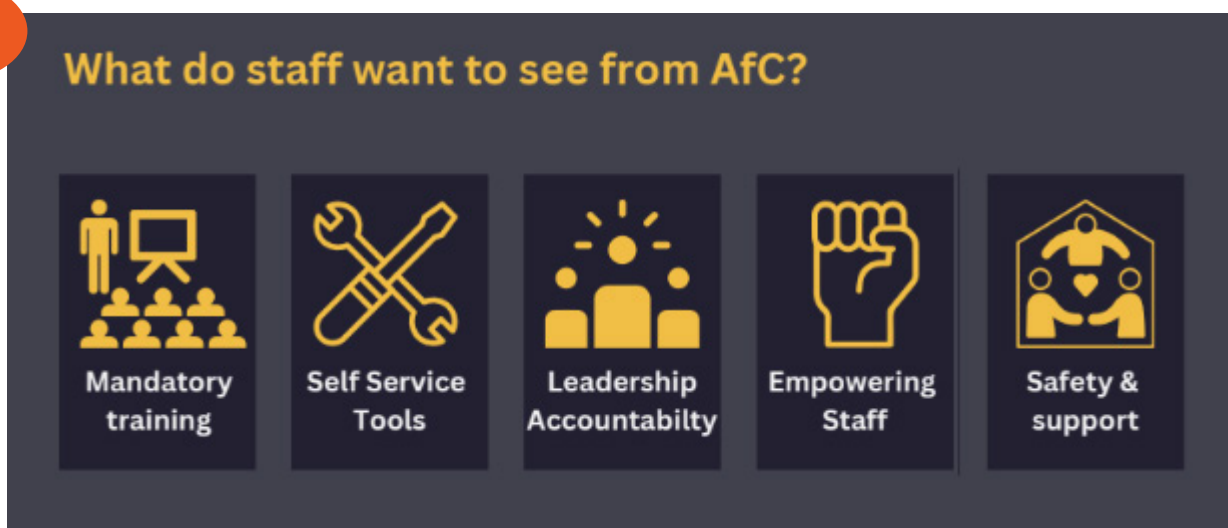 What do staff want to see from AfC?
Mandatory
training
Self Service
Tools
Leadership
Accountabilty
Empowering
Staff
Safety &
support